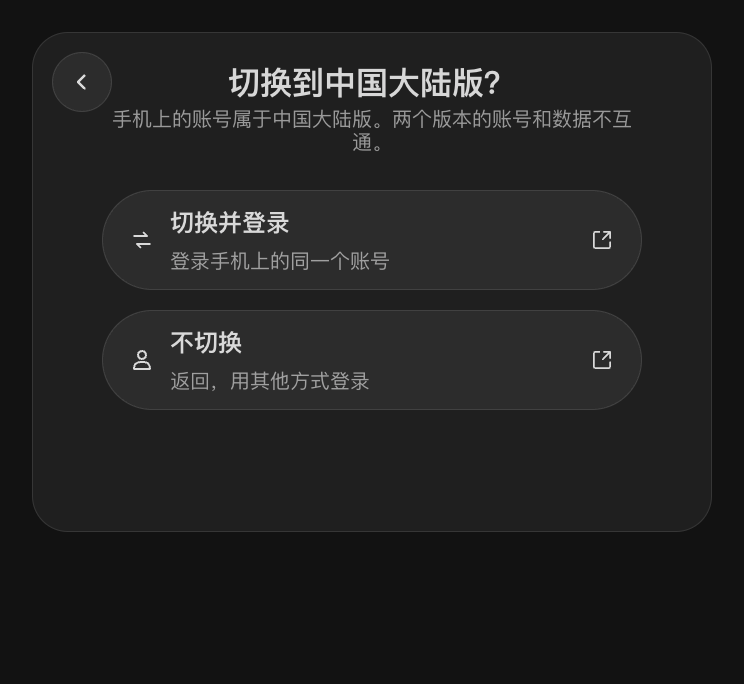 切换到中国大陆版?
手机上的账号属于中国大陆版。两个版本的账号和数据不互
通。
切换并登录
登录手机上的同一个账号
不切换
返回，用其他方式登录